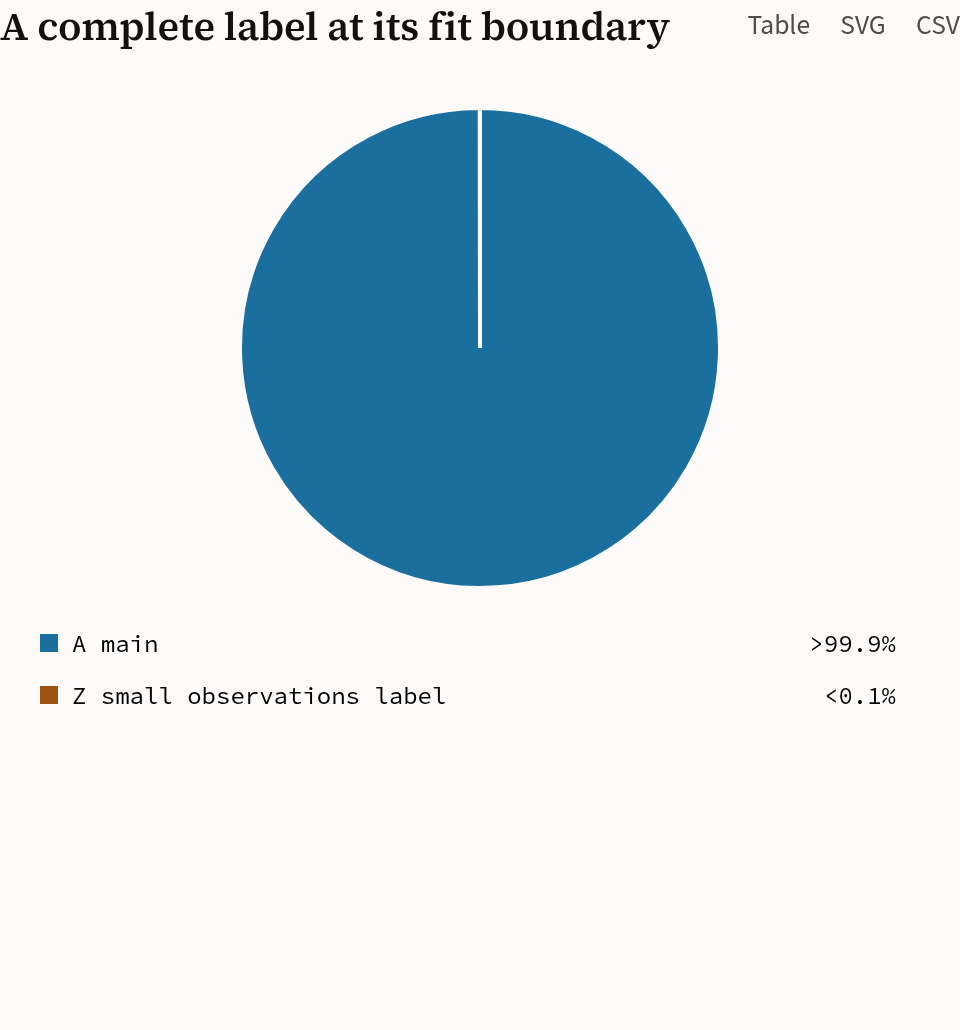 A complete label at its fit boundary
Table SVG CSV
A main >99.9%
Z small observations label <0.1%